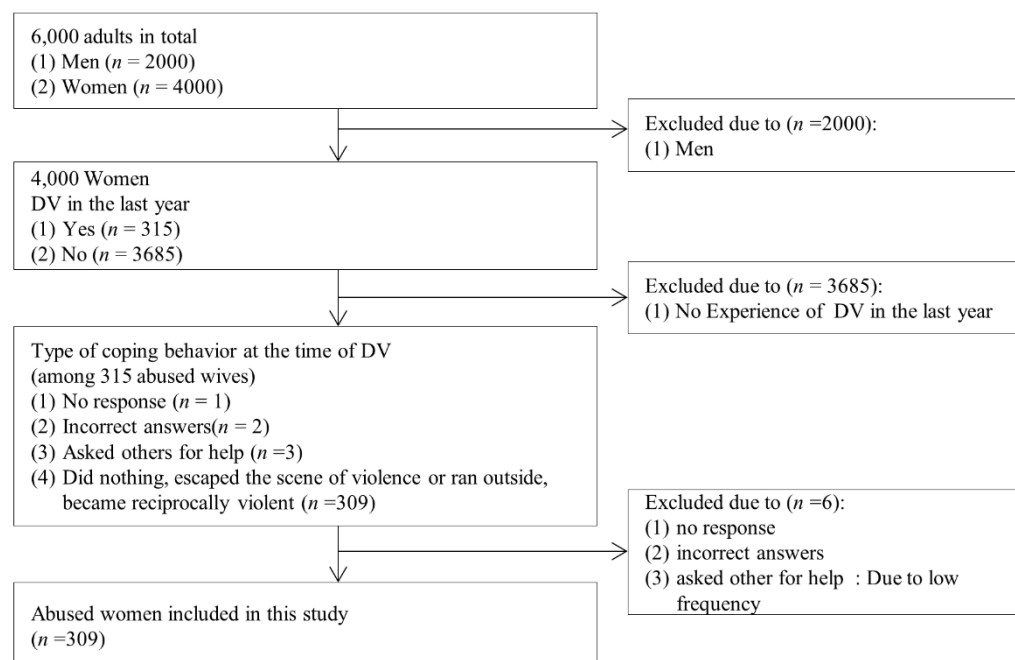 6,000 adults in total
(1) Men (n = 2000)
(2) Women (n = 4000)
Excluded due to (n =2000):
(1) Men
4,000 Women
DV in the last year
(1) Yes (n = 315)
(2) No (n = 3685)
Excluded due to (n = 3685):
(1) No Experience of DV in the last year
Type of coping behavior at the time of DV
(among 315 abused wives)
(1) No response (n = 1)
(2) Incorrect answers(n = 2)
(3) Asked others for help (n =3)
(4) Did nothing, escaped the scene of violence or ran outside,
became reciprocally violent (n =309)
Excluded due to (n =6):
(1) no response
(2) incorrect answers
(3) asked other for help : Due to low
frequency
Abused women included in this study
(n =309)